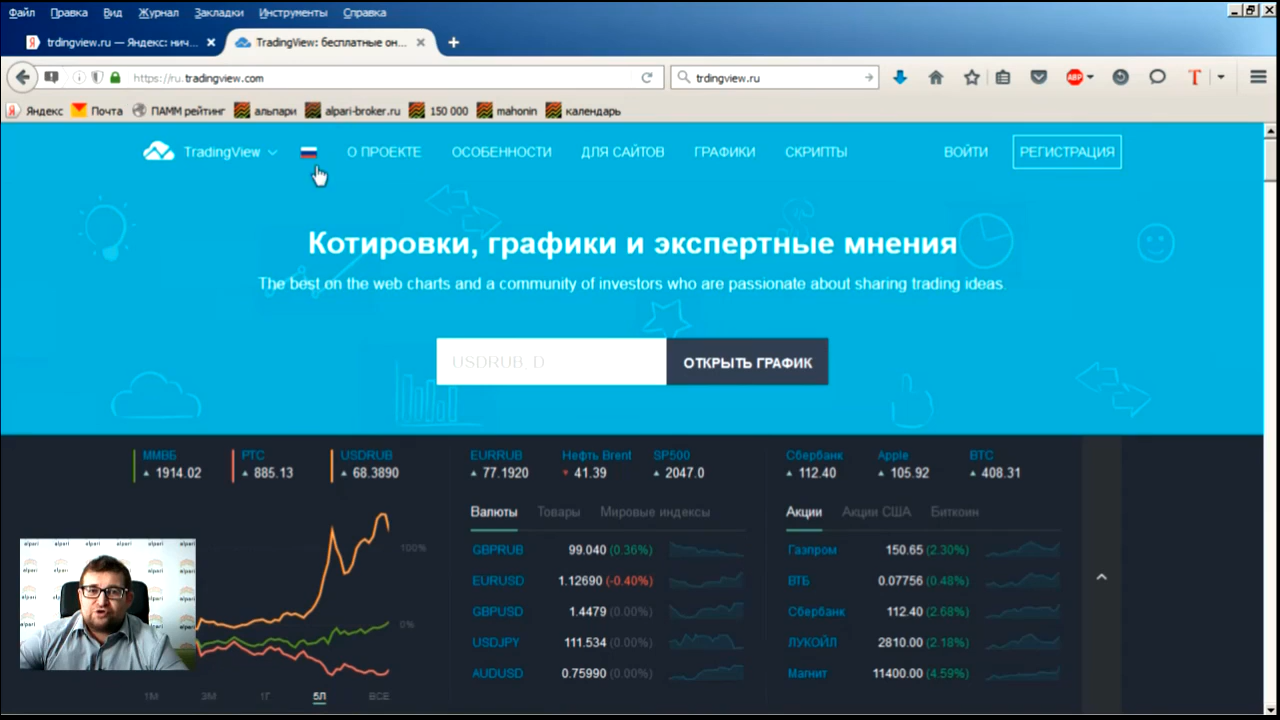 Файл Правка Вид Журнал Закладки Инструменты Справка
trdingview.ru — Яндекс: нич...
TradingView: бесплатные он...
https://ru.tradingview.com
trdingview.ru
ABP
Яндекс Почта ПАММ рейтинг альпари alpari-broker.ru 150 000 mahonin календарь
TradingView О ПРОЕКТЕ ОСОБЕННОСТИ ДЛЯ САЙТОВ ГРАФИКИ СКРИПТЫ ВОЙТИ РЕГИСТРАЦИЯ
Котировки, графики и экспертные мнения
The best on the web charts and a community of investors who are passionate about sharing trading ideas.
USDRUB, D ОТКРЫТЬ ГРАФИК
ММВБ РТС USDRUB EURRUB Нефть Brent SP500 Сбербанк Apple BTC
1914.02 885.13 68.3890 77.1920 41.39 2047.0 112.40 105.92 408.31
Валюты Товары Мировые индексы Акции Акции США Биткоин
GBPRUB 99.040 (0.36%) Газпром 150.65 (2.30%)
EURUSD 1.12690 (-0.40%) ВТБ 0.07756 (0.48%)
GBPUSD 1.4479 (0.00%) Сбербанк 112.40 (2.68%)
USDJPY 111.534 (0.00%) ЛУКОЙЛ 2810.00 (2.18%)
AUDUSD 0.75990 (0.00%) Магнит 11400.00 (4.59%)
100%
0%
1М 3М 1Г 5Л ВСЕ
alpari alpari alpari alpari